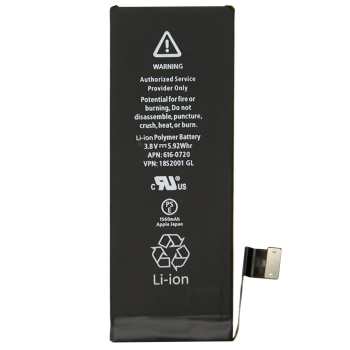 WARNING
Authorized Service
Provider Only
Potential for fire or
burning. Do not
disassemble, puncture,
crush, heat, or burn
Li-ion Polymer Battery
3.8V⎓5.92Whr
APN: 616-0720
VPN: 1852001 GL
c RU us
PS
E
1560mAh
Apple Japan
Li-ion